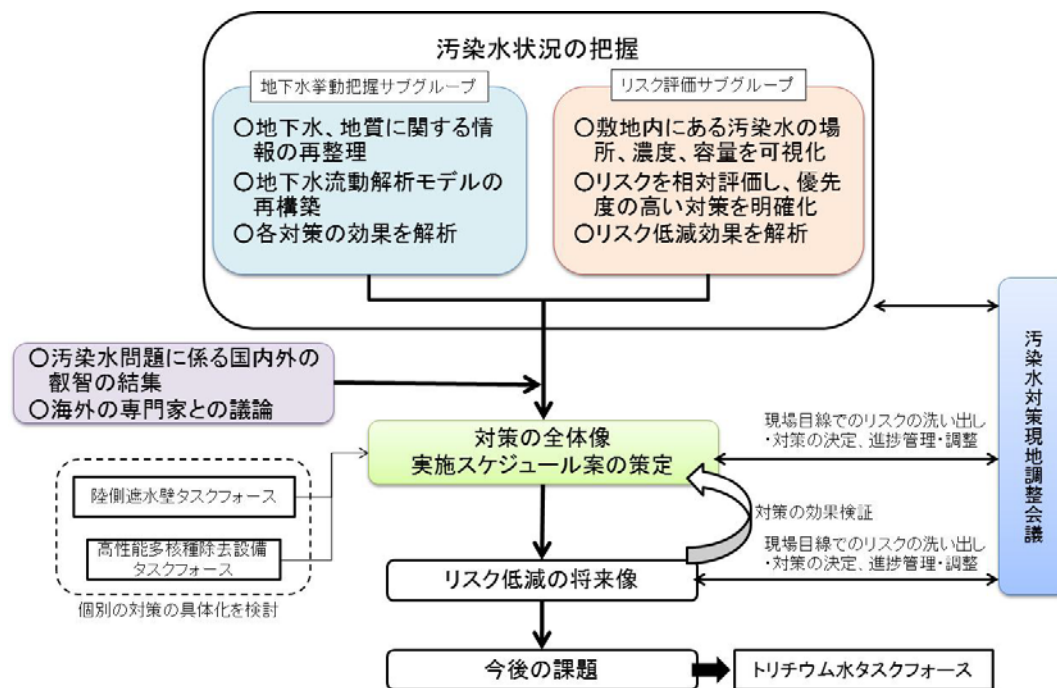 汚染水状況の把握
地下水挙動把握サブグループ
○地下水、地質に関する情
報の再整理
○地下水流動解析モデルの
再構築
○各対策の効果を解析
リスク評価サブグループ
○敷地内にある汚染水の場
所、濃度、容量を可視化
○リスクを相対評価し、優先
度の高い対策を明確化
○リスク低減効果を解析
○汚染水問題に係る国内外の
叡智の結集
○海外の専門家との議論
対策の全体像
実施スケジュール案の策定
現場目線でのリスクの洗い出し
・対策の決定、進捗管理・調整
汚染水対策現地調整会議
陸側遮水壁タスクフォース
高性能多核種除去設備
タスクフォース
個別の対策の具体化を検討
対策の効果検証
現場目線でのリスクの洗い出し
・対策の決定、進捗管理・調整
リスク低減の将来像
今後の課題
トリチウム水タスクフォース